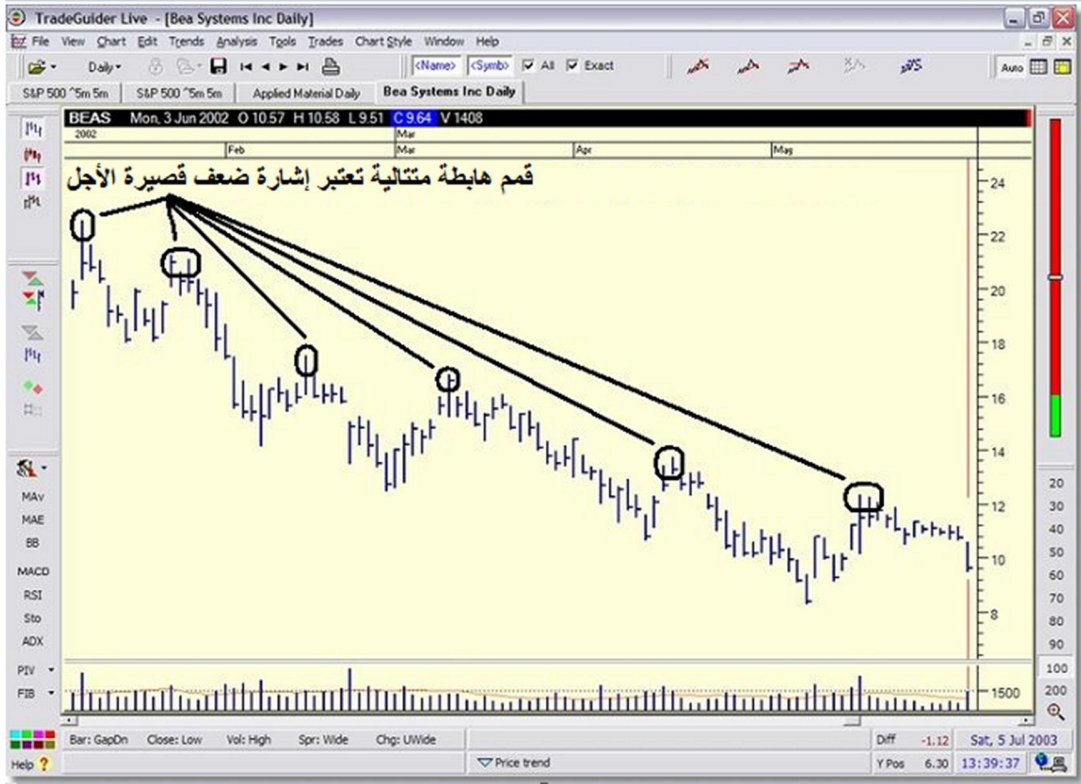 TradeGuider Live - [Bea Systems Inc Daily]
File View Chart Edit Trends Analysis Tools Trades Chart Style Window Help
Daily <Name> <Symb> All Exact Auto
S&P 500 ^5m 5m S&P 500 ^5m 5m Applied Material Daily Bea Systems Inc Daily
BEAS Mon, 3 Jun 2002 O 10.57 H 10.58 L 9.51 C 9.64 V 1408
2002 Mar
Feb Mar Apr May
قمم هابطة متتالية تعتبر إشارة ضعف قصيرة الأجل
24
22
20
18
16
14
12
10
8
1500
MAv
MAE
BB
MACD
RSI
Sto
ADX
PIV
FIB
20
30
40
50
60
70
80
90
100
200
Bar: GapDn Close: Low Vol: High Spr: Wide Chg: UWide Diff -1.12 Sat, 5 Jul 2003
Help ? Price trend Y Pos 6.30 13:39:37